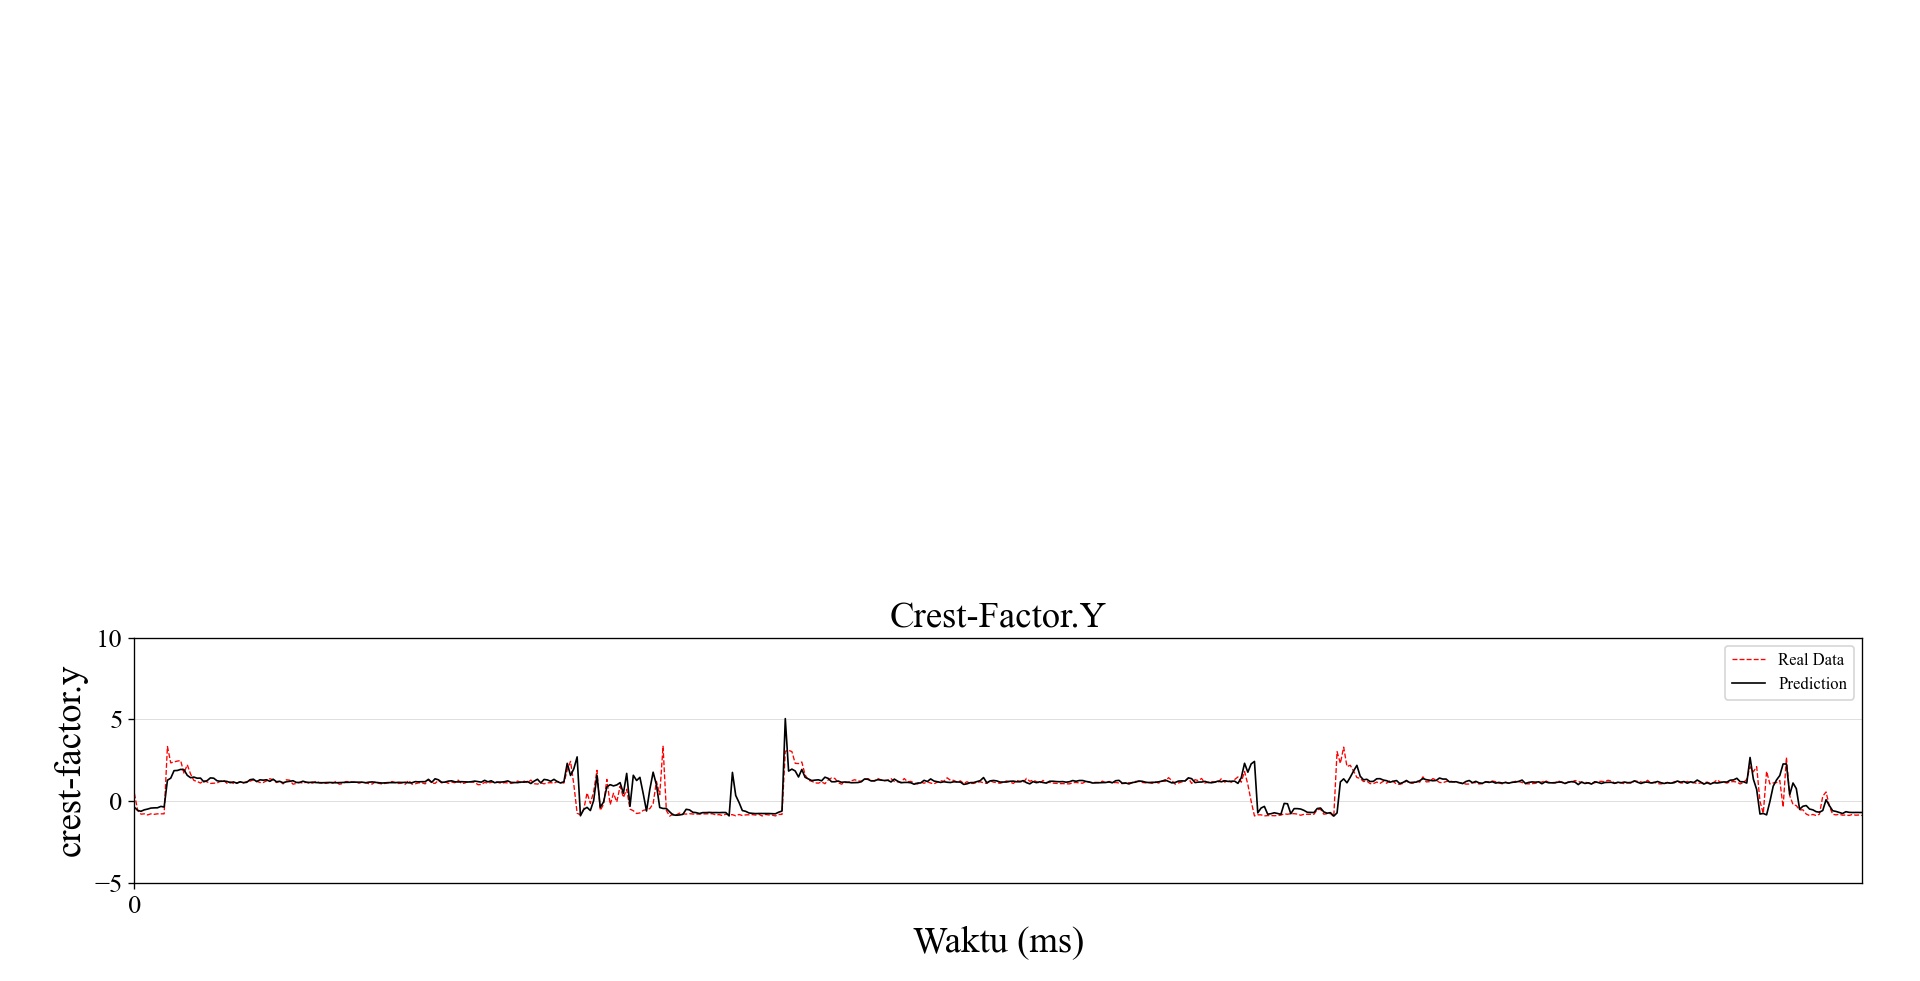 Crest-Factor.Y
10
5
0
−5
crest-factor.y
Real Data
Prediction
0
Waktu (ms)